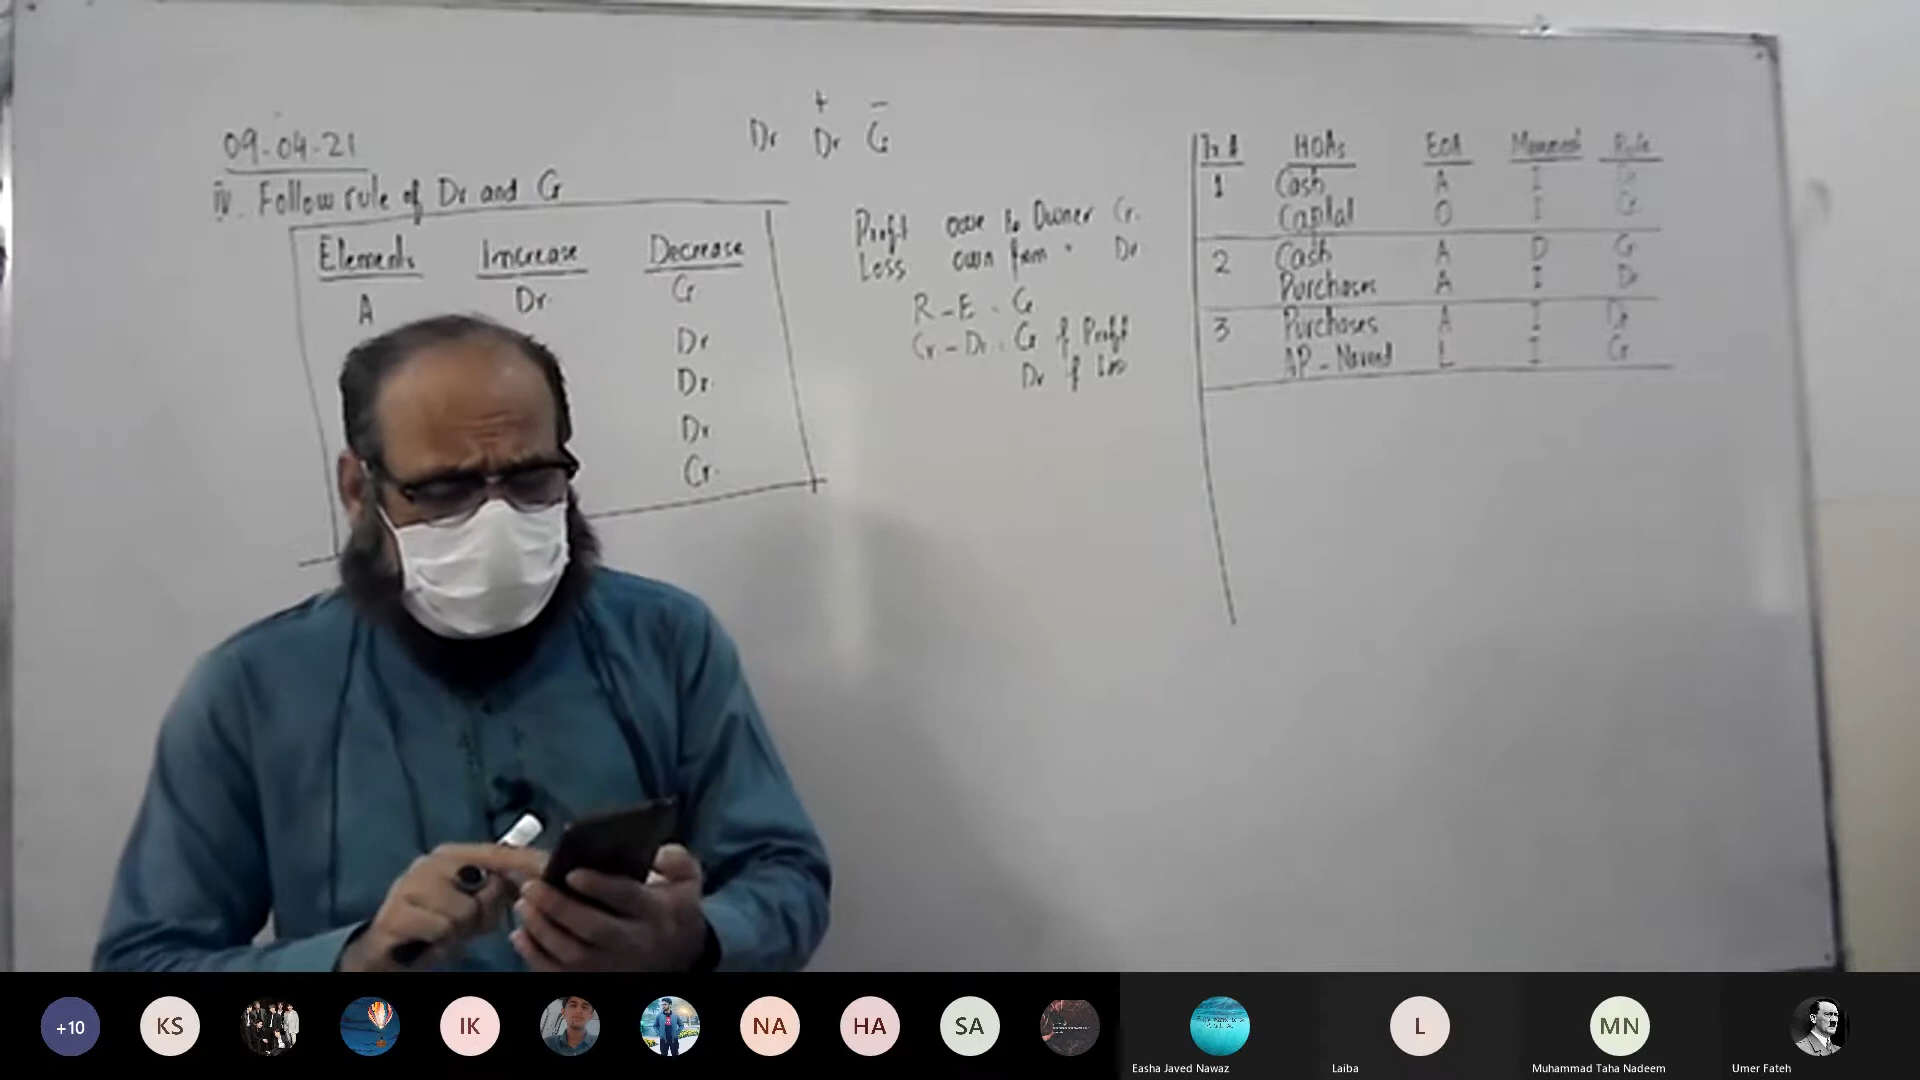 09-04-21
iv. Follow rule of Dr and Cr
Elements Increase Decrease
A Dr Cr
Dr
Dr
Dr
Cr
+ -
Dr Dr Cr
Profit owe to Owner Cr.
Loss own from " Dr
R - E - Cr
Cr - Dr - Cr if Profit
Dr if Loss
Tr # HOAs EOA Movement Rule
1 Cash A I Dr
Capital O I Cr
2 Cash A D Cr
Purchases A I Dr
3 Purchases A I Dr
AP - L I Cr
+10
KS
IK
NA
HA
SA
L
MN
Easha Javed Nawaz
Laiba
Muhammad Taha Nadeem
Umer Fateh